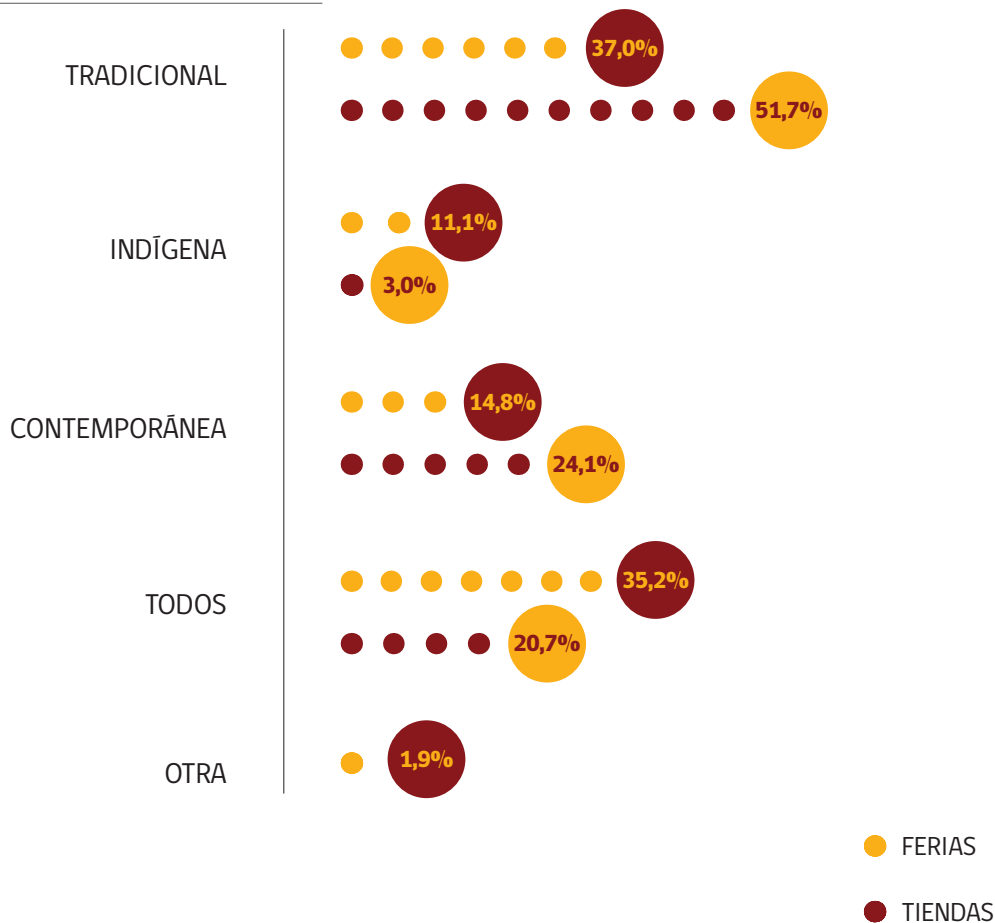 TRADICIONAL
37,0%
51,7%
INDÍGENA
11,1%
3,0%
CONTEMPORÁNEA
14,8%
24,1%
TODOS
35,2%
20,7%
OTRA
1,9%
FERIAS
TIENDAS